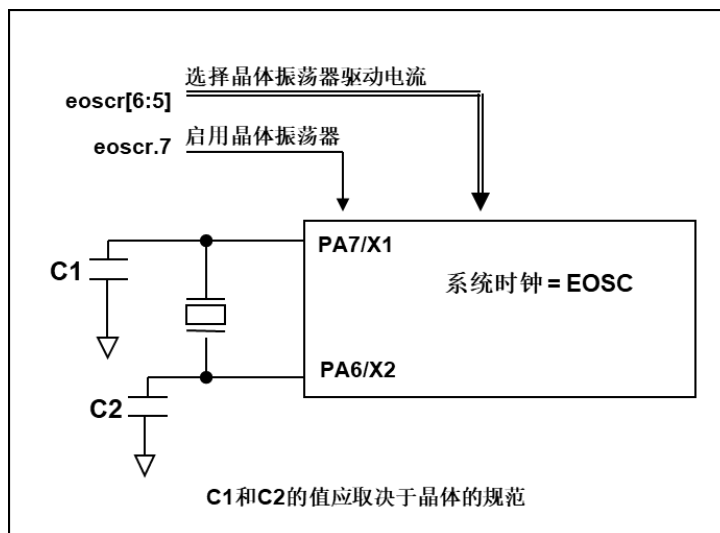 选择晶体振荡器驱动电流
eoscr[6:5]
eoscr.7 启用晶体振荡器
PA7/X1
C1
系统时钟 = EOSC
PA6/X2
C2
C1和C2的值应取决于晶体的规范